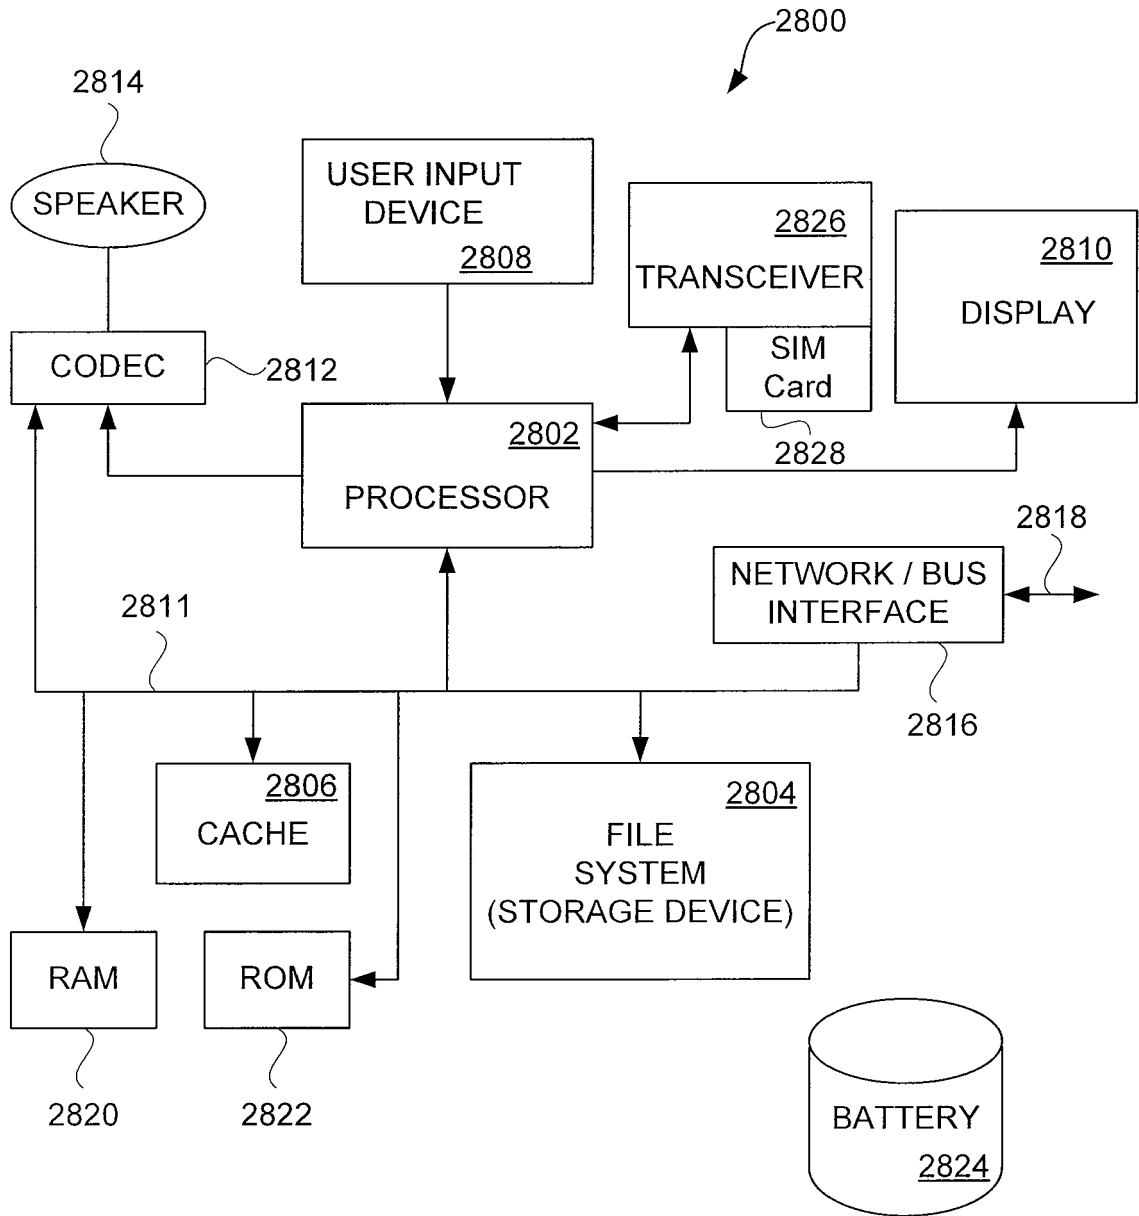 2800
2814
SPEAKER
USER INPUT
DEVICE
2808
2826
TRANSCEIVER
2810
DISPLAY
CODEC
2812
SIM
Card
2828
2802
PROCESSOR
2818
NETWORK / BUS
INTERFACE
2816
2811
2806
CACHE
2804
FILE
SYSTEM
(STORAGE DEVICE)
RAM
ROM
2820
2822
BATTERY
2824